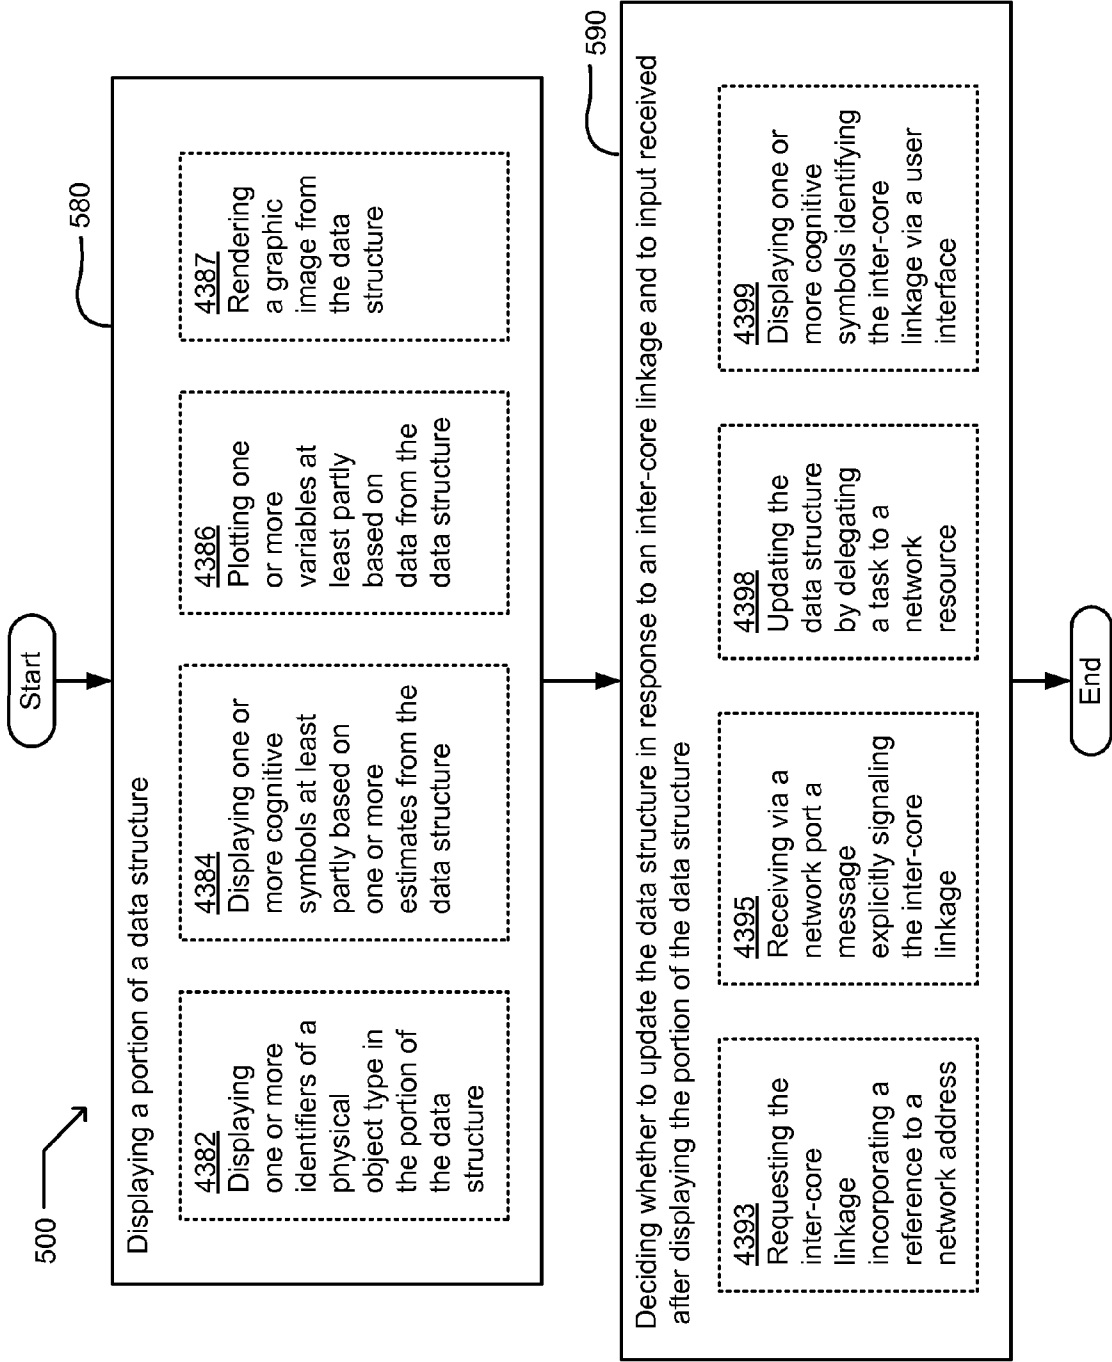 500
Start
580
Displaying a portion of a data structure
4382
Displaying
one or more
identifiers of a
physical
object type in
the portion of
the data
structure
4384
Displaying one or
more cognitive
symbols at least
partly based on
one or more
estimates from the
data structure
4386
Plotting one
or more
variables at
least partly
based on
data from the
data structure
4387
Rendering
a graphic
image from
the data
structure
590
Deciding whether to update the data structure in response to an inter-core linkage and to input received
after displaying the portion of the data structure
4393
Requesting the
inter-core
linkage
incorporating a
reference to a
network address
4395
Receiving via a
network port a
message
explicitly signaling
the inter-core
linkage
4398
Updating the
data structure
by delegating
a task to a
network
resource
4399
Displaying one or
more cognitive
symbols identifying
the inter-core
linkage via a user
interface
End